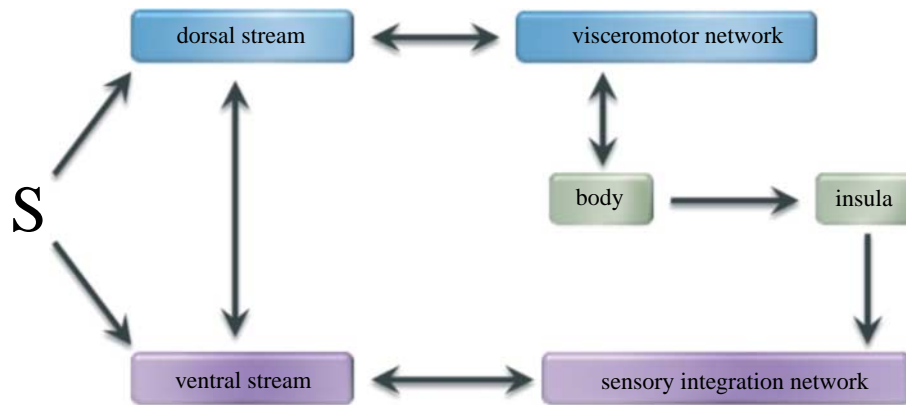 dorsal stream
visceromotor network
S
body
insula
ventral stream
sensory integration network